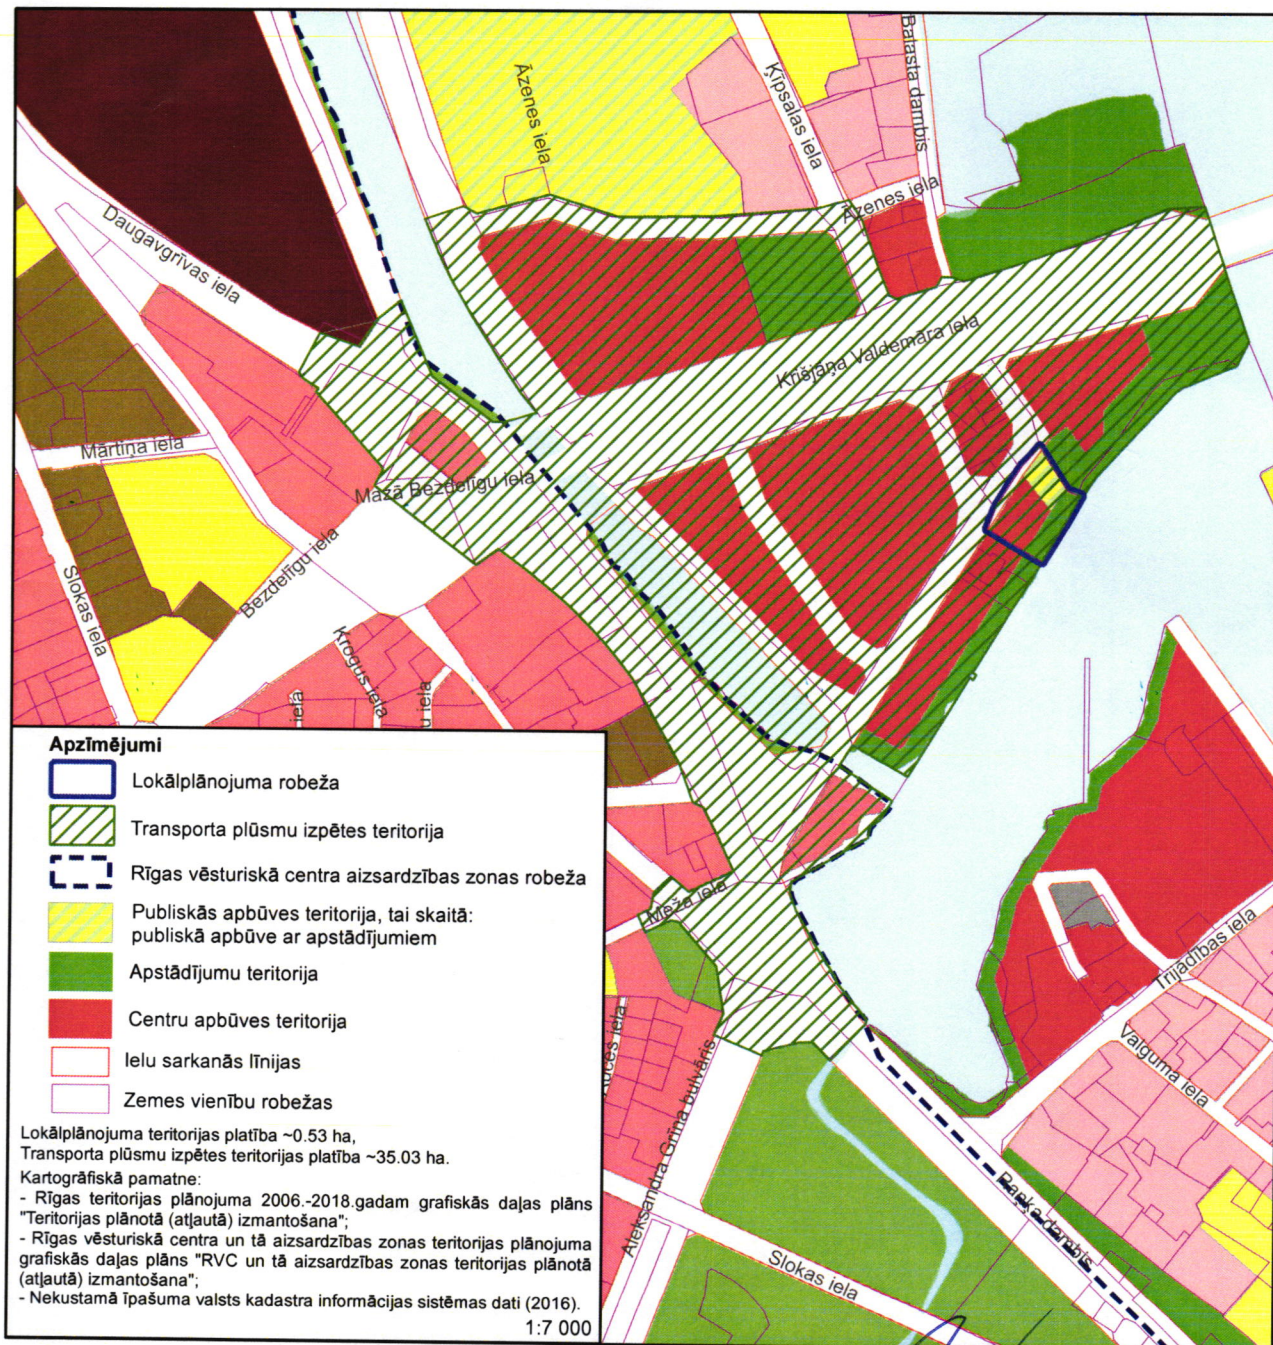 Āzenes iela
Ķīpsalas iela
Balasta dambis
Āzenes iela
Daugavgrīvas iela
Krišjāņa Valdemāra iela
Mārtiņa iela
Mazā Bezdelīgu iela
Bezdelīgu iela
Slokas iela
Krogus iela
iela
u iela
Meža iela
Trijādības iela
Valguma iela
Aleksandra Grīna bulvāris
Ranķa dambis
Slokas iela
Apzīmējumi
Lokālplānojuma robeža
Transporta plūsmu izpētes teritorija
Rīgas vēsturiskā centra aizsardzības zonas robeža
Publiskās apbūves teritorija, tai skaitā:
publiskā apbūve ar apstādījumiem
Apstādījumu teritorija
Centru apbūves teritorija
Ielu sarkanās līnijas
Zemes vienību robežas
Lokālplānojuma teritorijas platība ~0.53 ha,
Transporta plūsmu izpētes teritorijas platība ~35.03 ha.
Kartogrāfiskā pamatne:
- Rīgas teritorijas plānojuma 2006.-2018.gadam grafiskās daļas plāns
"Teritorijas plānotā (atļautā) izmantošana";
- Rīgas vēsturiskā centra un tā aizsardzības zonas teritorijas plānojuma
grafiskās daļas plāns "RVC un tā aizsardzības zonas teritorijas plānotā
(atļautā) izmantošana";
- Nekustamā īpašuma valsts kadastra informācijas sistēmas dati (2016).
1:7 000